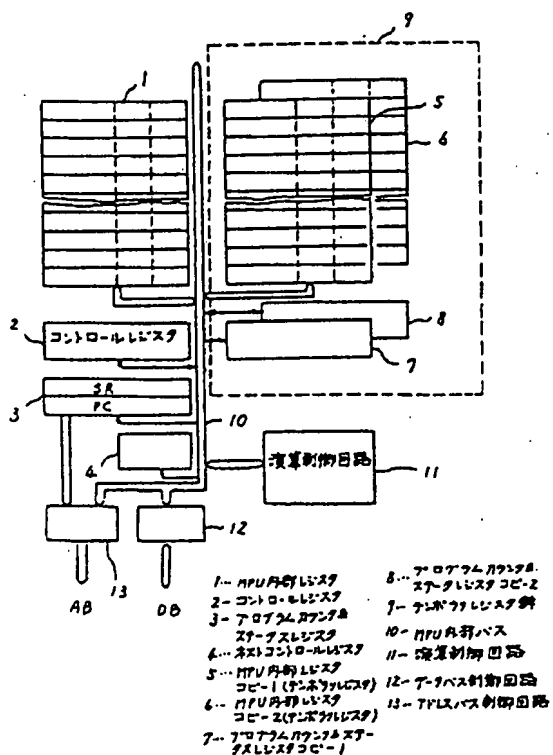 9
1
5
6
8
2
コントロールレジスタ
7
3
SR
PC
10
4
演算制御回路
11
12
13
AB
DB
1…MPU内部レジスタ
2…コントロールレジスタ
3…プログラムカウンタ&
ステータスレジスタ
4…ネストコントロールレジスタ
5…MPU内部レジスタ
コピー1(テンポラリレジスタ)
6…MPU内部レジスタ
コピー2(テンポラリレジスタ)
7…プログラムカウンタ&ステー
タスレジスタコピー1
8…プログラムカウンタ&
ステータスレジスタコピー2
9…テンポラリレジスタ群
10…MPU内部バス
11…演算制御回路
12…データバス制御回路
13…アドレスバス制御回路